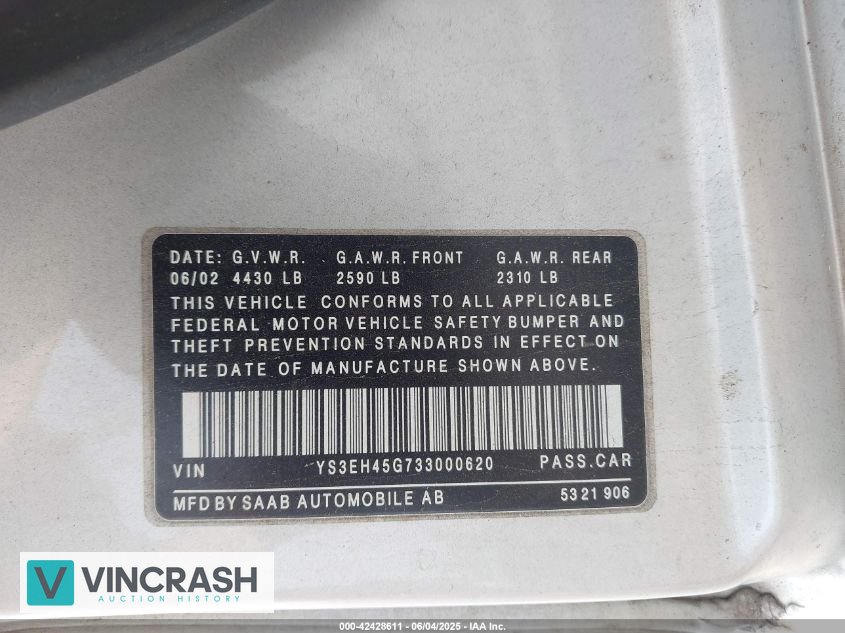 DATE: G.V.W.R. G.A.W.R. FRONT G.A.W.R. REAR
06/02 4430 LB 2590 LB 2310 LB
THIS VEHICLE CONFORMS TO ALL APPLICABLE
FEDERAL MOTOR VEHICLE SAFETY BUMPER AND
THEFT PREVENTION STANDARDS IN EFFECT ON
THE DATE OF MANUFACTURE SHOWN ABOVE.
VIN YS3EH45G733000620 PASS.CAR
MFD BY SAAB AUTOMOBILE AB 5321 906
V VINCRASH
AUCTION HISTORY
000-42428611 - 06/04/2025 - IAA Inc.